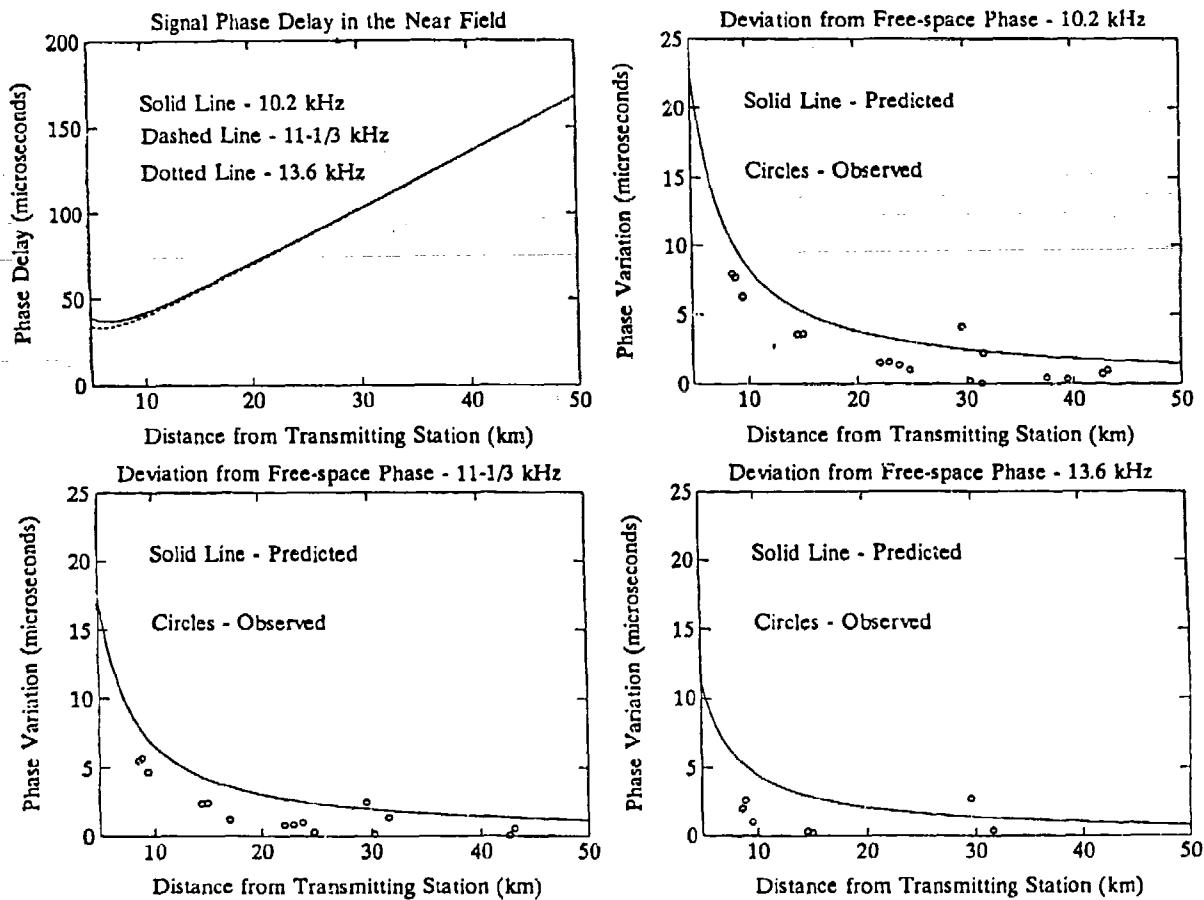 Signal Phase Delay in the Near Field
200
150
100
50
0
Phase Delay (microseconds)
Solid Line - 10.2 kHz
Dashed Line - 11-1/3 kHz
Dotted Line - 13.6 kHz
10 20 30 40 50
Distance from Transmitting Station (km)
Deviation from Free-space Phase - 10.2 kHz
25
20
15
10
5
0
Phase Variation (microseconds)
Solid Line - Predicted
Circles - Observed
10 20 30 40 50
Distance from Transmitting Station (km)
Deviation from Free-space Phase - 11-1/3 kHz
25
20
15
10
5
0
Phase Variation (microseconds)
Solid Line - Predicted
Circles - Observed
10 20 30 40 50
Distance from Transmitting Station (km)
Deviation from Free-space Phase - 13.6 kHz
25
20
15
10
5
0
Phase Variation (microseconds)
Solid Line - Predicted
Circles - Observed
10 20 30 40 50
Distance from Transmitting Station (km)